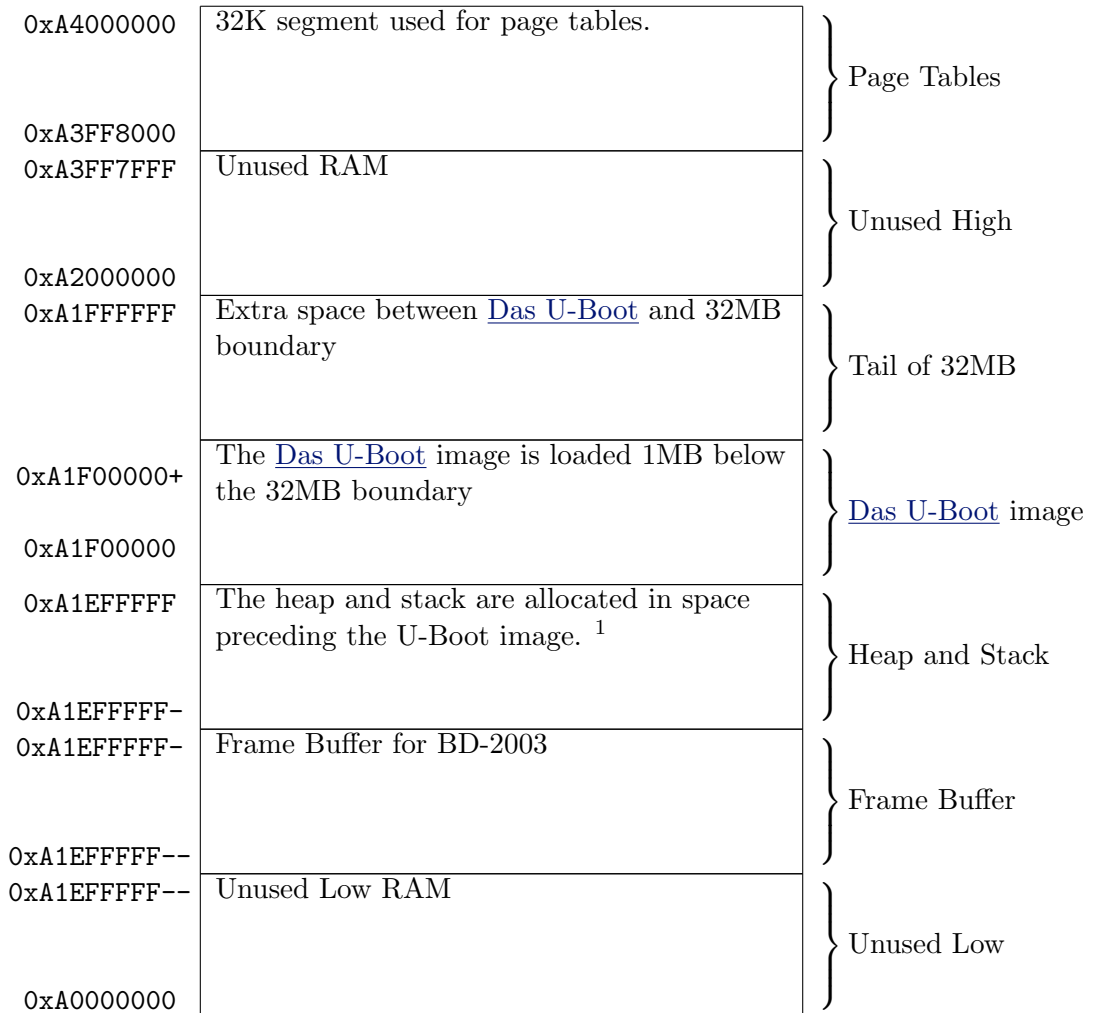 0xA4000000 32K segment used for page tables.
Page Tables
0xA3FF8000
0xA3FF7FFF Unused RAM
Unused High
0xA2000000
0xA1FFFFFF Extra space between Das U-Boot and 32MB
boundary
Tail of 32MB
The Das U-Boot image is loaded 1MB below
0xA1F00000+
the 32MB boundary
Das U-Boot image
0xA1F00000
0xA1EFFFFF The heap and stack are allocated in space
preceding the U-Boot image. 1
Heap and Stack
0xA1EFFFFF-
0xA1EFFFFF- Frame Buffer for BD-2003
Frame Buffer
0xA1EFFFFF--
0xA1EFFFFF-- Unused Low RAM
Unused Low
0xA0000000